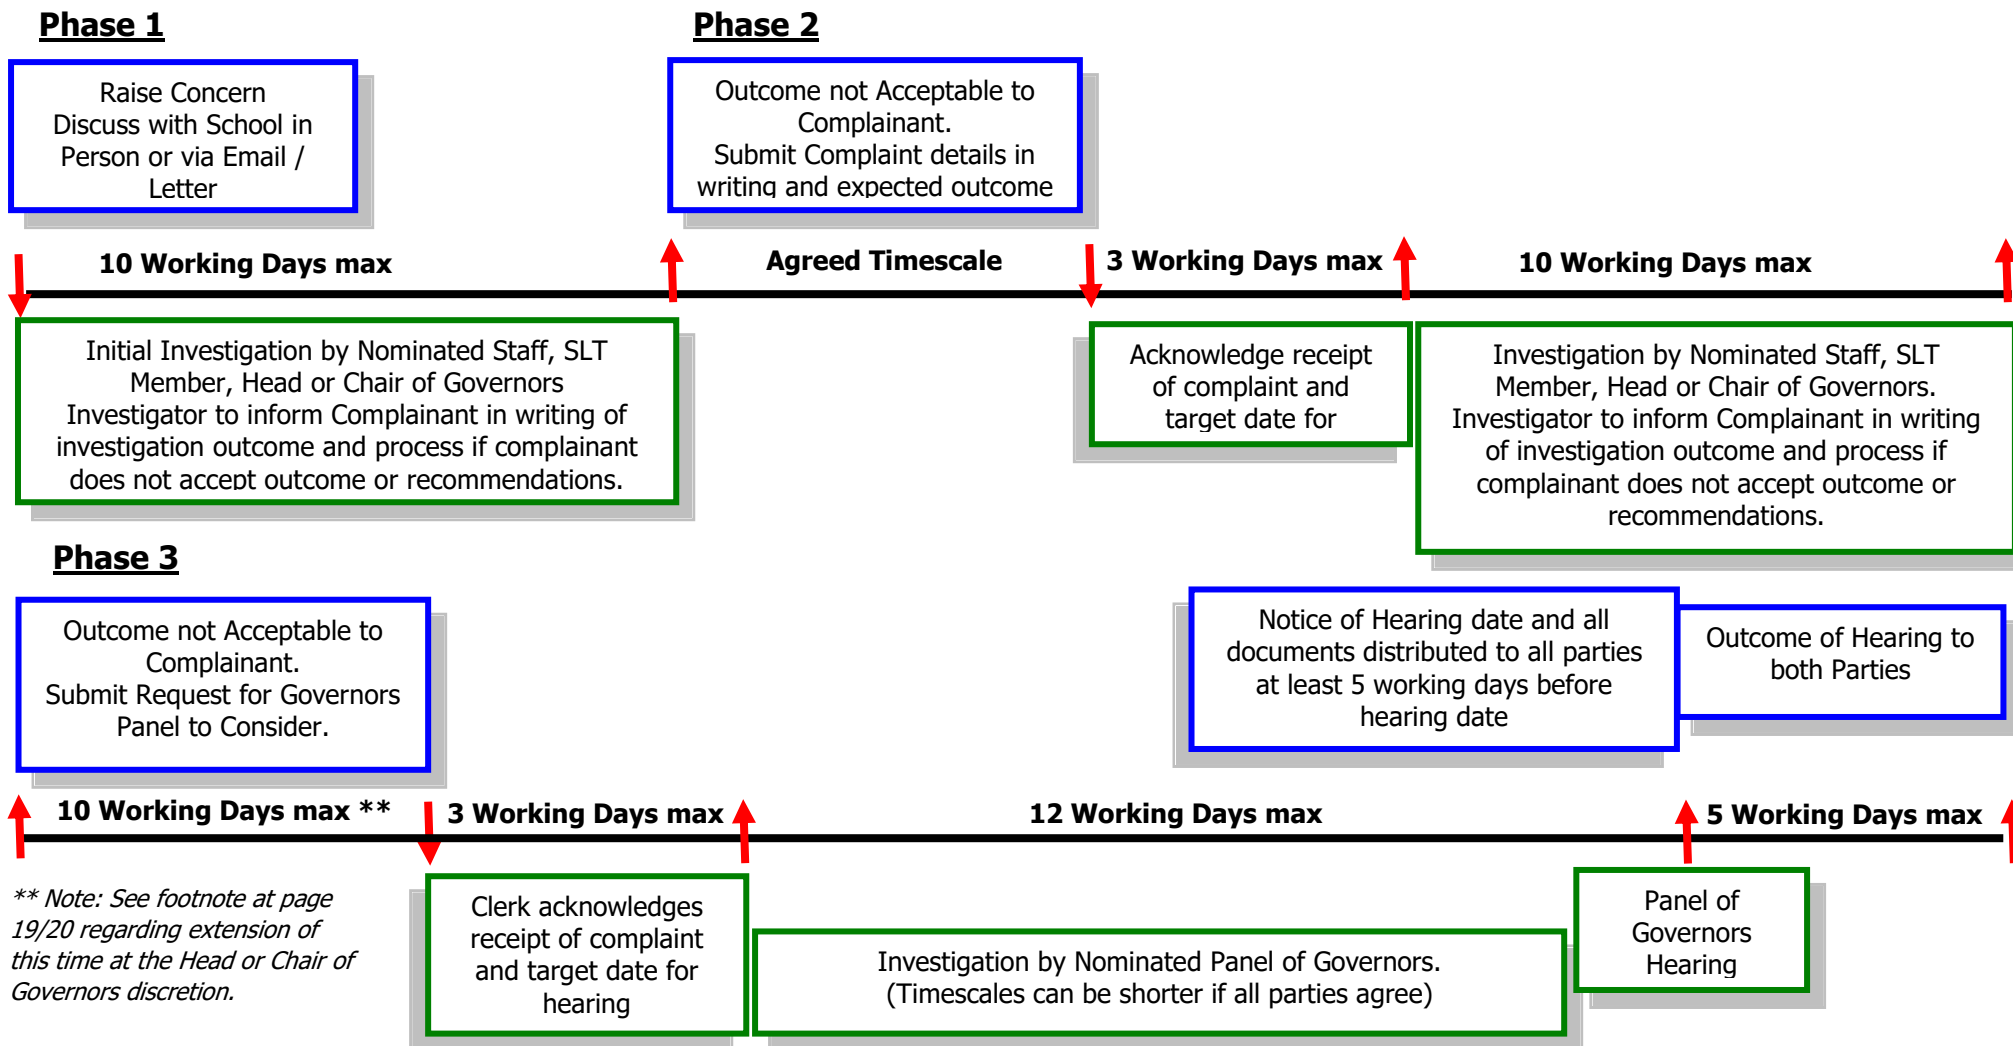 Phase 1
Raise Concern
Discuss with School in
Person or via Email /
Letter
Phase 2
Outcome not Acceptable to
Complainant.
Submit Complaint details in
writing and expected outcome
10 Working Days max
Agreed Timescale
3 Working Days max
10 Working Days max
Initial Investigation by Nominated Staff, SLT
Member, Head or Chair of Governors
Investigator to inform Complainant in writing of
investigation outcome and process if complainant
does not accept outcome or recommendations.
Acknowledge receipt
of complaint and
target date for
Investigation by Nominated Staff, SLT
Member, Head or Chair of Governors.
Investigator to inform Complainant in writing
of investigation outcome and process if
complainant does not accept outcome or
recommendations.
Phase 3
Outcome not Acceptable to
Complainant.
Submit Request for Governors
Panel to Consider.
Notice of Hearing date and all
documents distributed to all parties
at least 5 working days before
hearing date
Outcome of Hearing to
both Parties
10 Working Days max **
3 Working Days max
12 Working Days max
5 Working Days max
** Note: See footnote at page
19/20 regarding extension of
this time at the Head or Chair of
Governors discretion.
Clerk acknowledges
receipt of complaint
and target date for
hearing
Investigation by Nominated Panel of Governors.
(Timescales can be shorter if all parties agree)
Panel of
Governors
Hearing